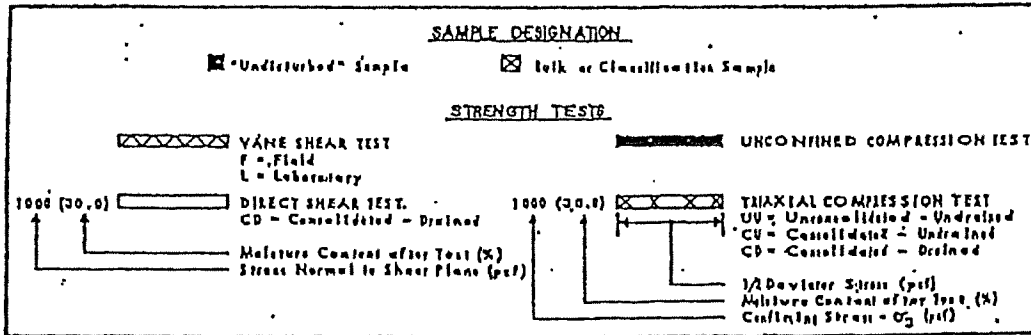 SAMPLE DESIGNATION
"Undisturbed" Sample
Bulk or Classification Sample
STRENGTH TESTS
VANE SHEAR TEST
F = Field
L = Laboratory
1000 (30.0) DIRECT SHEAR TEST.
CD = Consolidated - Drained
Moisture Content after Test (%)
Stress Normal to Shear Plane (psf)
UNCONFINED COMPRESSION TEST
1000 (30.0) TRIAXIAL COMPRESSION TEST
UU = Unconsolidated - Undrained
CU = Consolidated - Undrained
CD = Consolidated - Drained
1/2 Deviator Stress (psf)
Moisture Content after Test, (%)
Confining Stress - σ3 (psf)